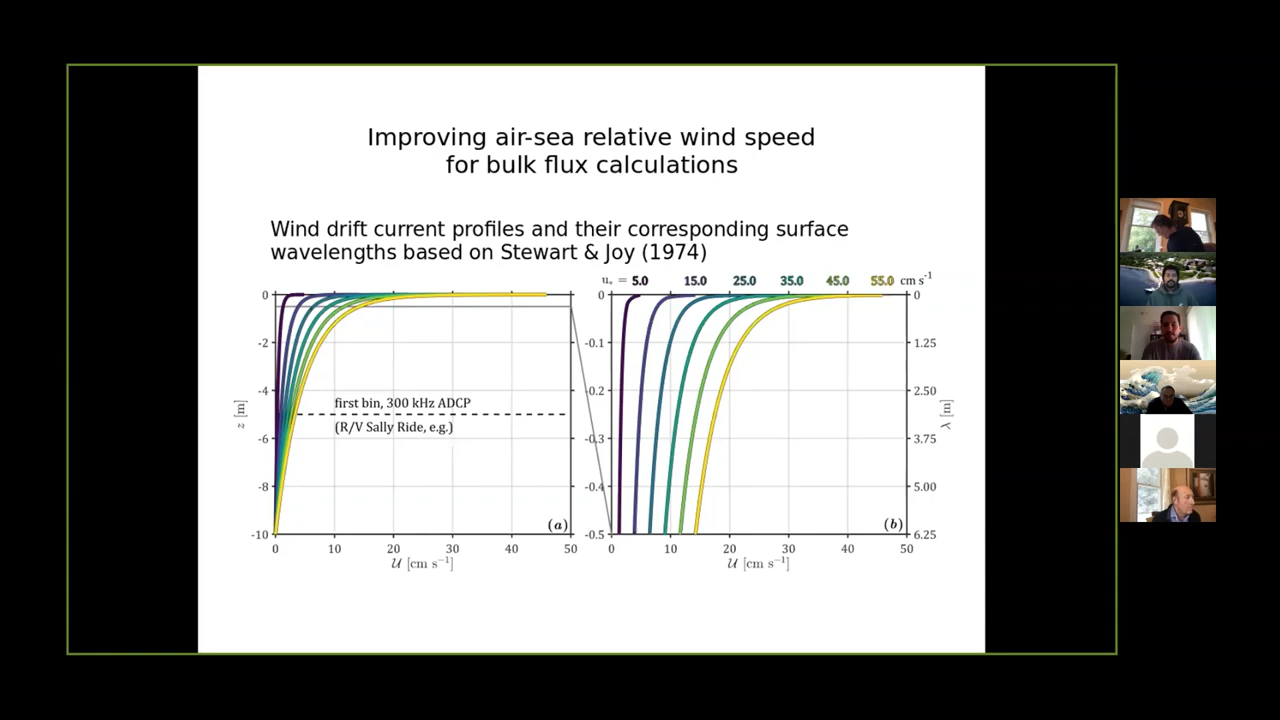 Improving air-sea relative wind speed
for bulk flux calculations
Wind drift current profiles and their corresponding surface
wavelengths based on Stewart & Joy (1974)
u* = 5.0 15.0 25.0 35.0 45.0 55.0 cm s⁻¹
0
-2
-4
-6
-8
-10
z [m]
first bin, 300 kHz ADCP
(R/V Sally Ride, e.g.)
(a)
0 10 20 30 40 50
𝒰 [cm s⁻¹]
0
-0.1
-0.2
-0.3
-0.4
-0.5
(b)
0 10 20 30 40 50
𝒰 [cm s⁻¹]
0
1.25
2.50
3.75
5.00
6.25
λ [m]